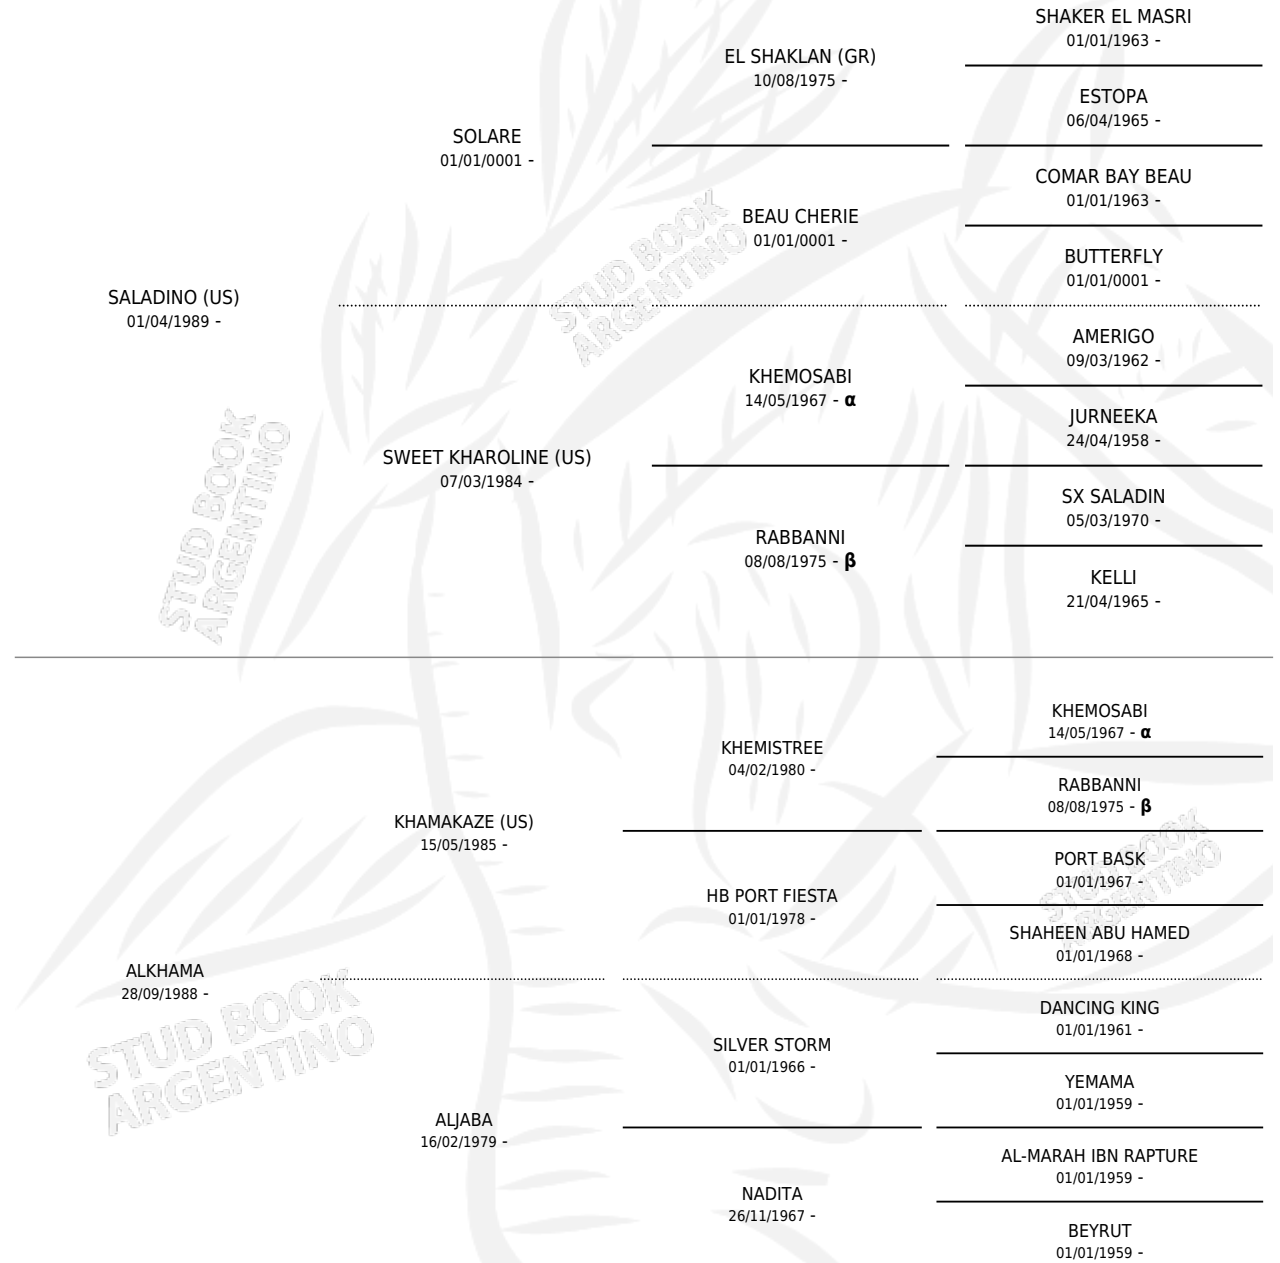 SHAKER EL MASRI
01/01/1963 -
EL SHAKLAN (GR)
10/08/1975 -
ESTOPA
06/04/1965 -
SOLARE
01/01/0001 -
COMAR BAY BEAU
01/01/1963 -
BEAU CHERIE
01/01/0001 -
BUTTERFLY
01/01/0001 -
SALADINO (US)
01/04/1989 -
AMERIGO
09/03/1962 -
KHEMOSABI
14/05/1967 - α
JURNEEKA
24/04/1958 -
SWEET KHAROLINE (US)
07/03/1984 -
SX SALADIN
05/03/1970 -
RABBANNI
08/08/1975 - β
KELLI
21/04/1965 -
KHEMOSABI
14/05/1967 - α
KHEMISTREE
04/02/1980 -
RABBANNI
08/08/1975 - β
KHAMAKAZE (US)
15/05/1985 -
PORT BASK
01/01/1967 -
HB PORT FIESTA
01/01/1978 -
SHAHEEN ABU HAMED
01/01/1968 -
ALKHAMA
28/09/1988 -
DANCING KING
01/01/1961 -
SILVER STORM
01/01/1966 -
YEMAMA
01/01/1959 -
ALJABA
16/02/1979 -
AL-MARAH IBN RAPTURE
01/01/1959 -
NADITA
26/11/1967 -
BEYRUT
01/01/1959 -
STUD BOOK
ARGENTINO
STUD BOOK
ARGENTINO
STUD BOOK
ARGENTINO
STUD BOOK
ARGENTINO